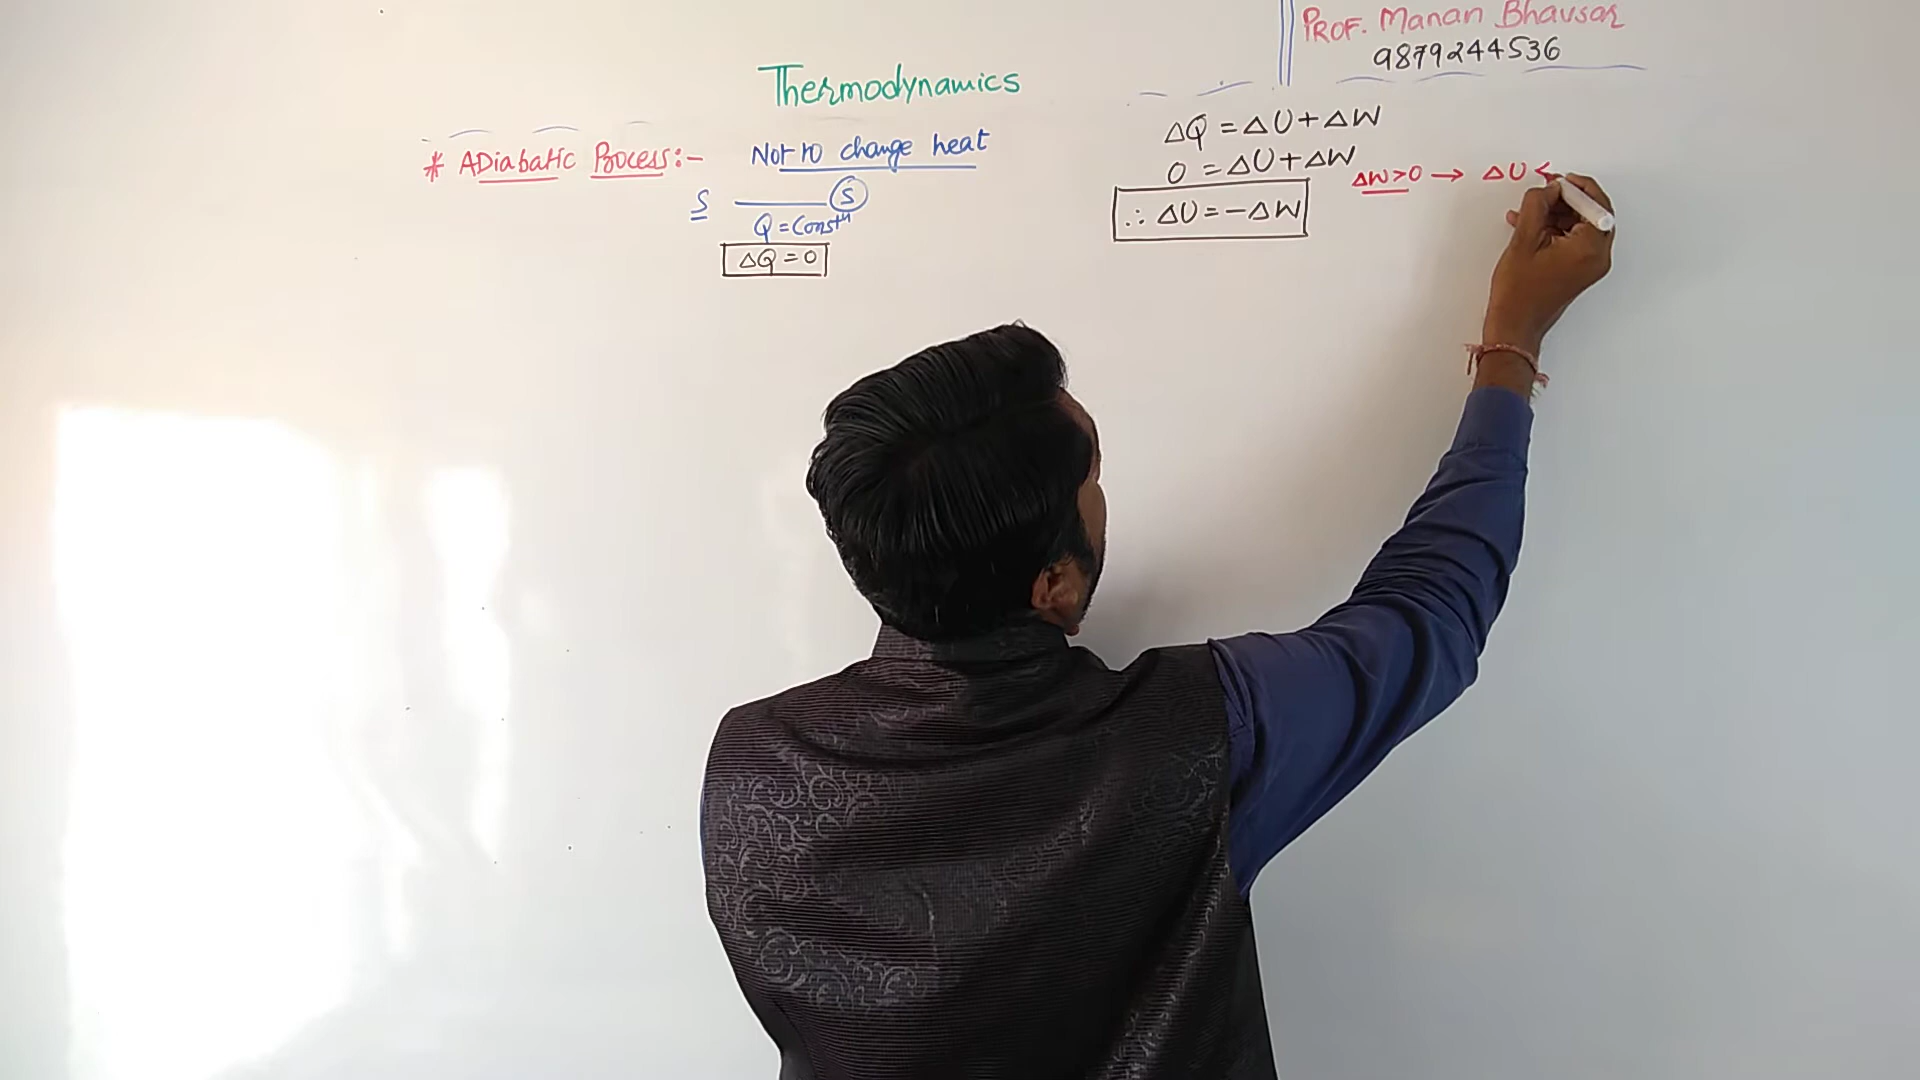 PROF. Manan Bhavsar
9879244536
Thermodynamics
* ADiabatic Process:- Not to change heat
S S
Q = Const
ΔQ = 0
ΔQ = ΔU + ΔW
0 = ΔU + ΔW
∴ ΔU = -ΔW
ΔW > 0 → ΔU <